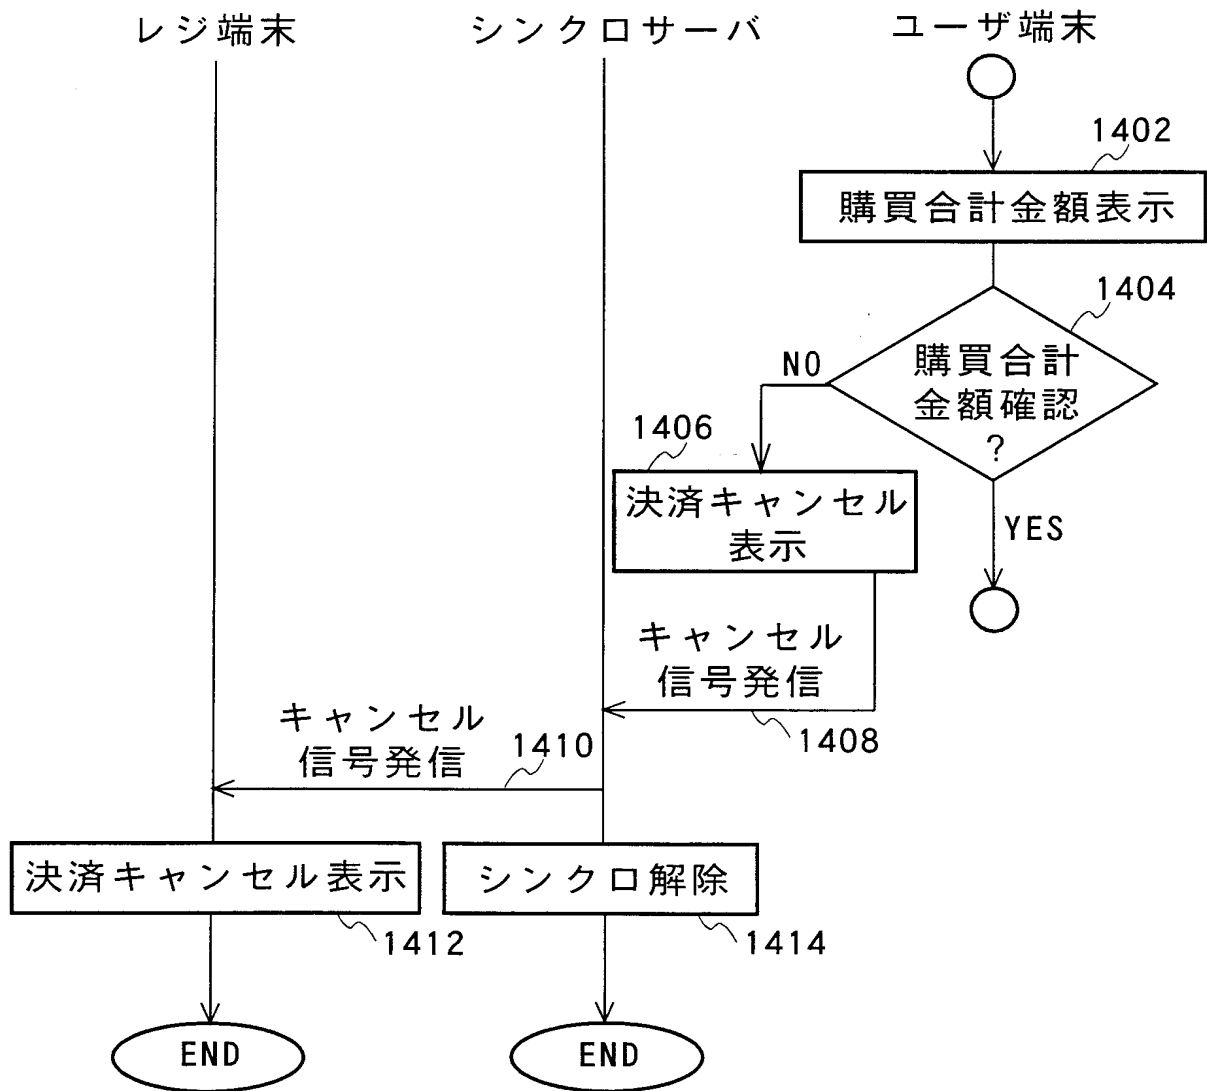 レジ端末
シンクロサーバ
ユーザ端末
1402
購買合計金額表示
1404
購買合計
金額確認
?
NO
YES
1406
決済キャンセル
表示
キャンセル
信号発信
1408
キャンセル
信号発信
1410
決済キャンセル表示
1412
シンクロ解除
1414
END
END